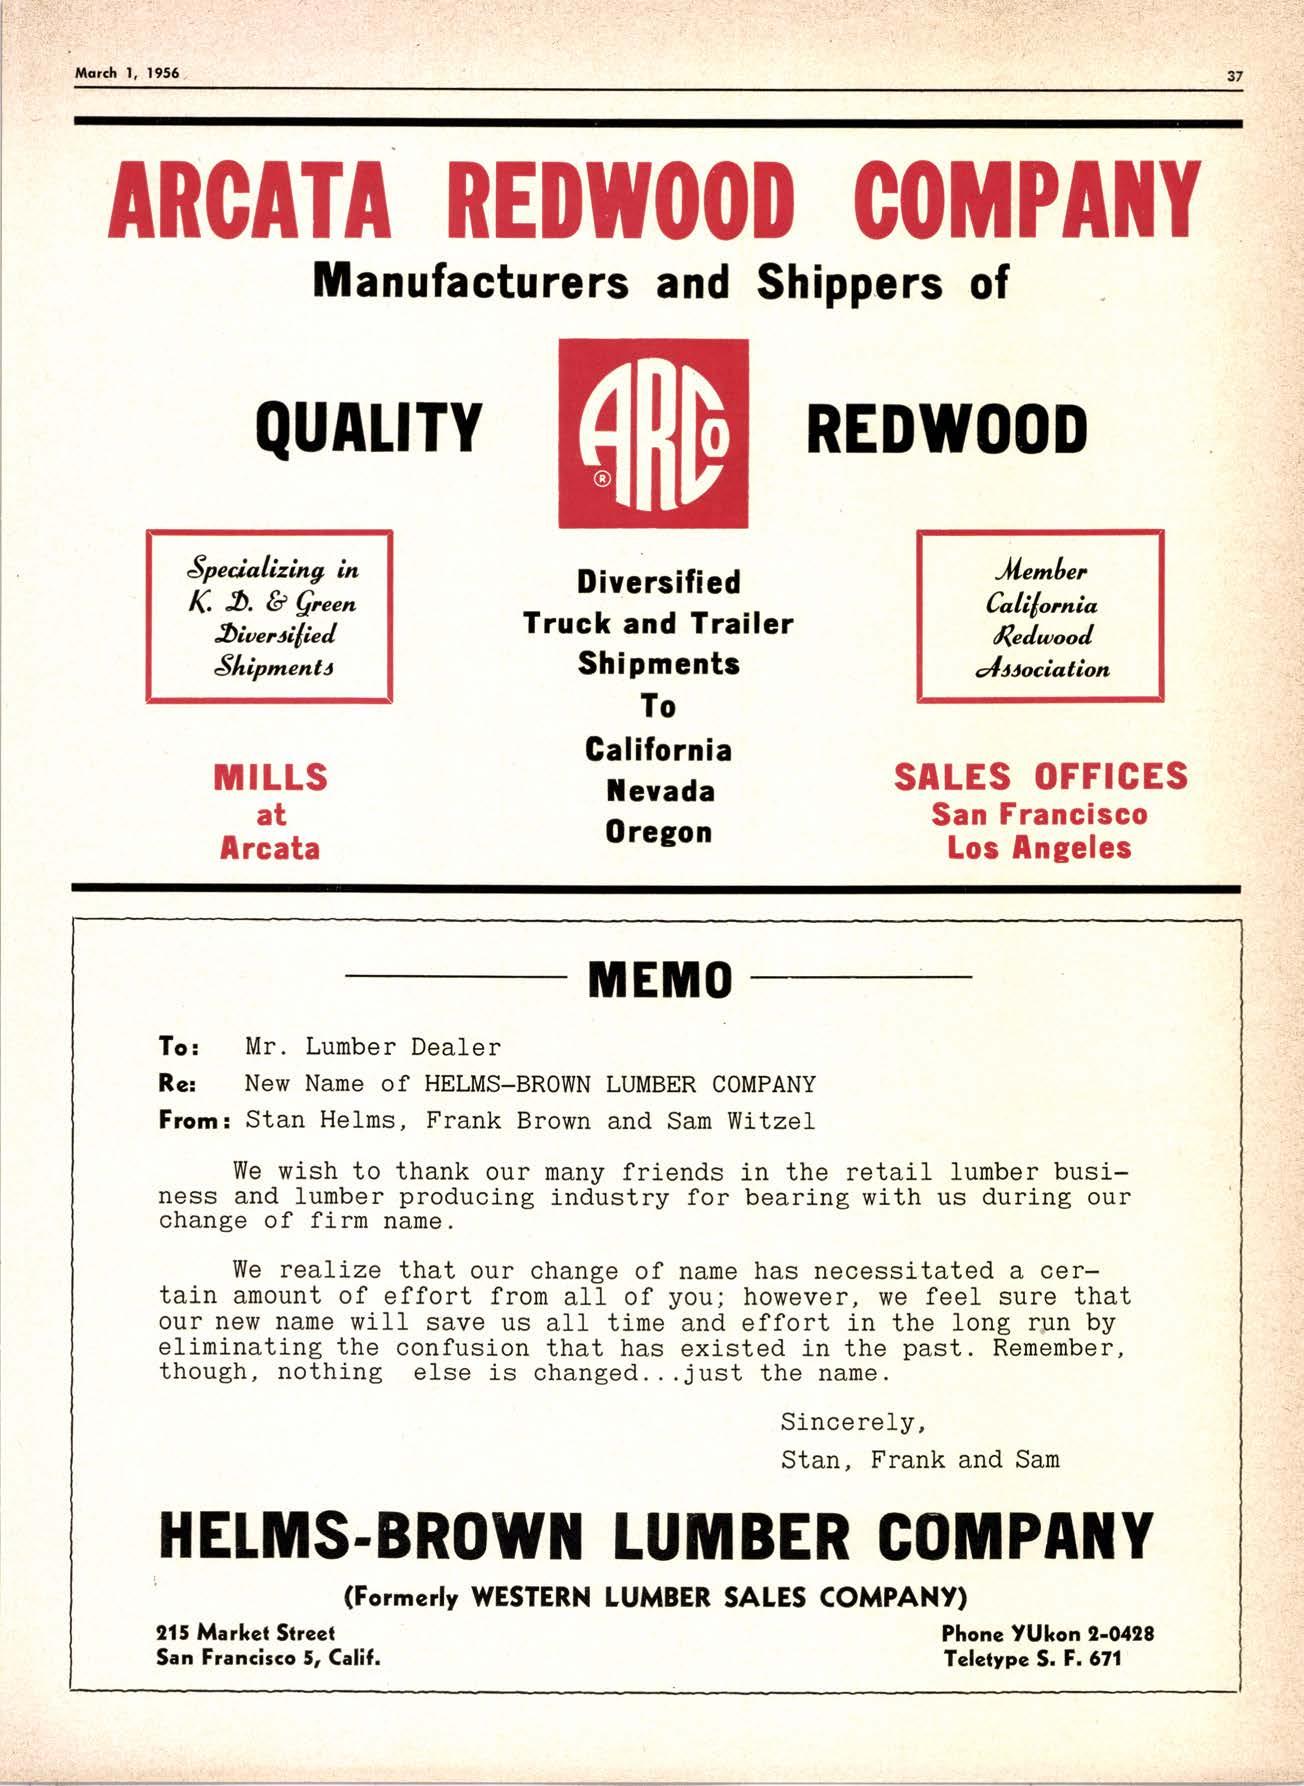 March 1, 1956 37
ARCATA REDWOOD COMPANY
Manufacturers and Shippers of
QUALITY ARCo REDWOOD
®
Specializing in
K. D. & Green
Diversified
Shipments
Diversified
Truck and Trailer
Shipments
To
California
Nevada
Oregon
Member
California
Redwood
Association
MILLS
at
Arcata
SALES OFFICES
San Francisco
Los Angeles
MEMO
To: Mr. Lumber Dealer
Re: New Name of HELMS-BROWN LUMBER COMPANY
From: Stan Helms, Frank Brown and Sam Witzel
We wish to thank our many friends in the retail lumber busi-
ness and lumber producing industry for bearing with us during our
change of firm name.
We realize that our change of name has necessitated a cer-
tain amount of effort from all of you; however, we feel sure that
our new name will save us all time and effort in the long run by
eliminating the confusion that has existed in the past. Remember,
though, nothing else is changed...just the name.
Sincerely,
Stan, Frank and Sam
HELMS-BROWN LUMBER COMPANY
(Formerly WESTERN LUMBER SALES COMPANY)
215 Market Street Phone YUkon 2-0428
San Francisco 5, Calif. Teletype S. F. 671